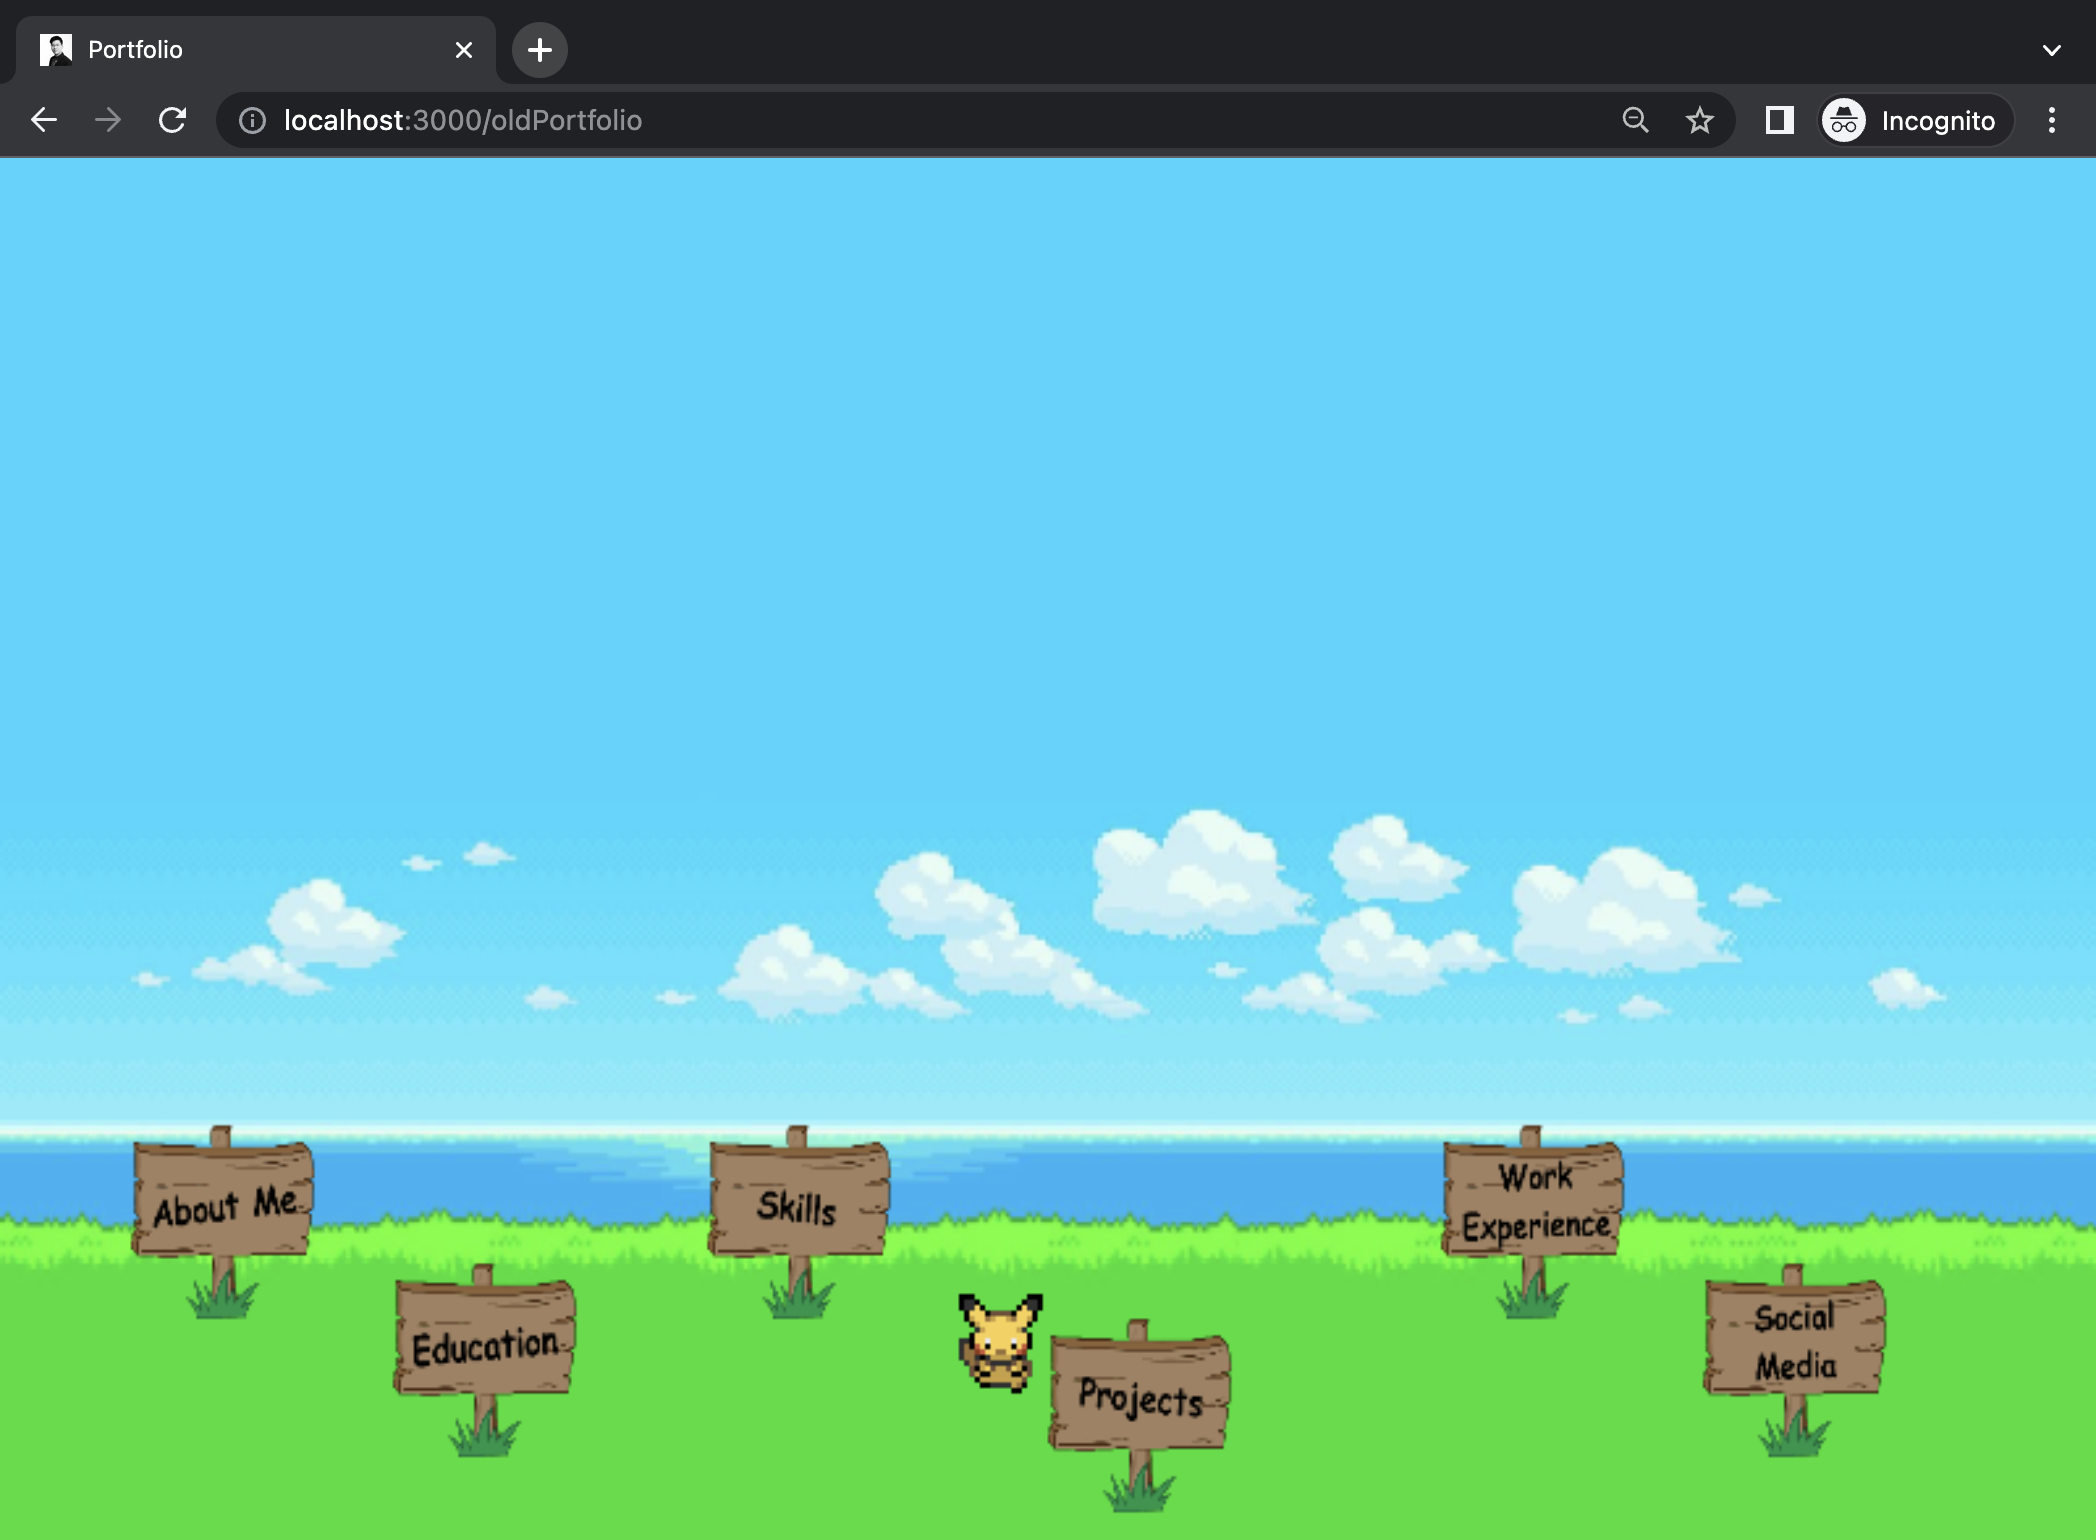 Portfolio
localhost:3000/oldPortfolio
Incognito
About Me
Skills
Work
Experience
Education
Projects
Social
Media